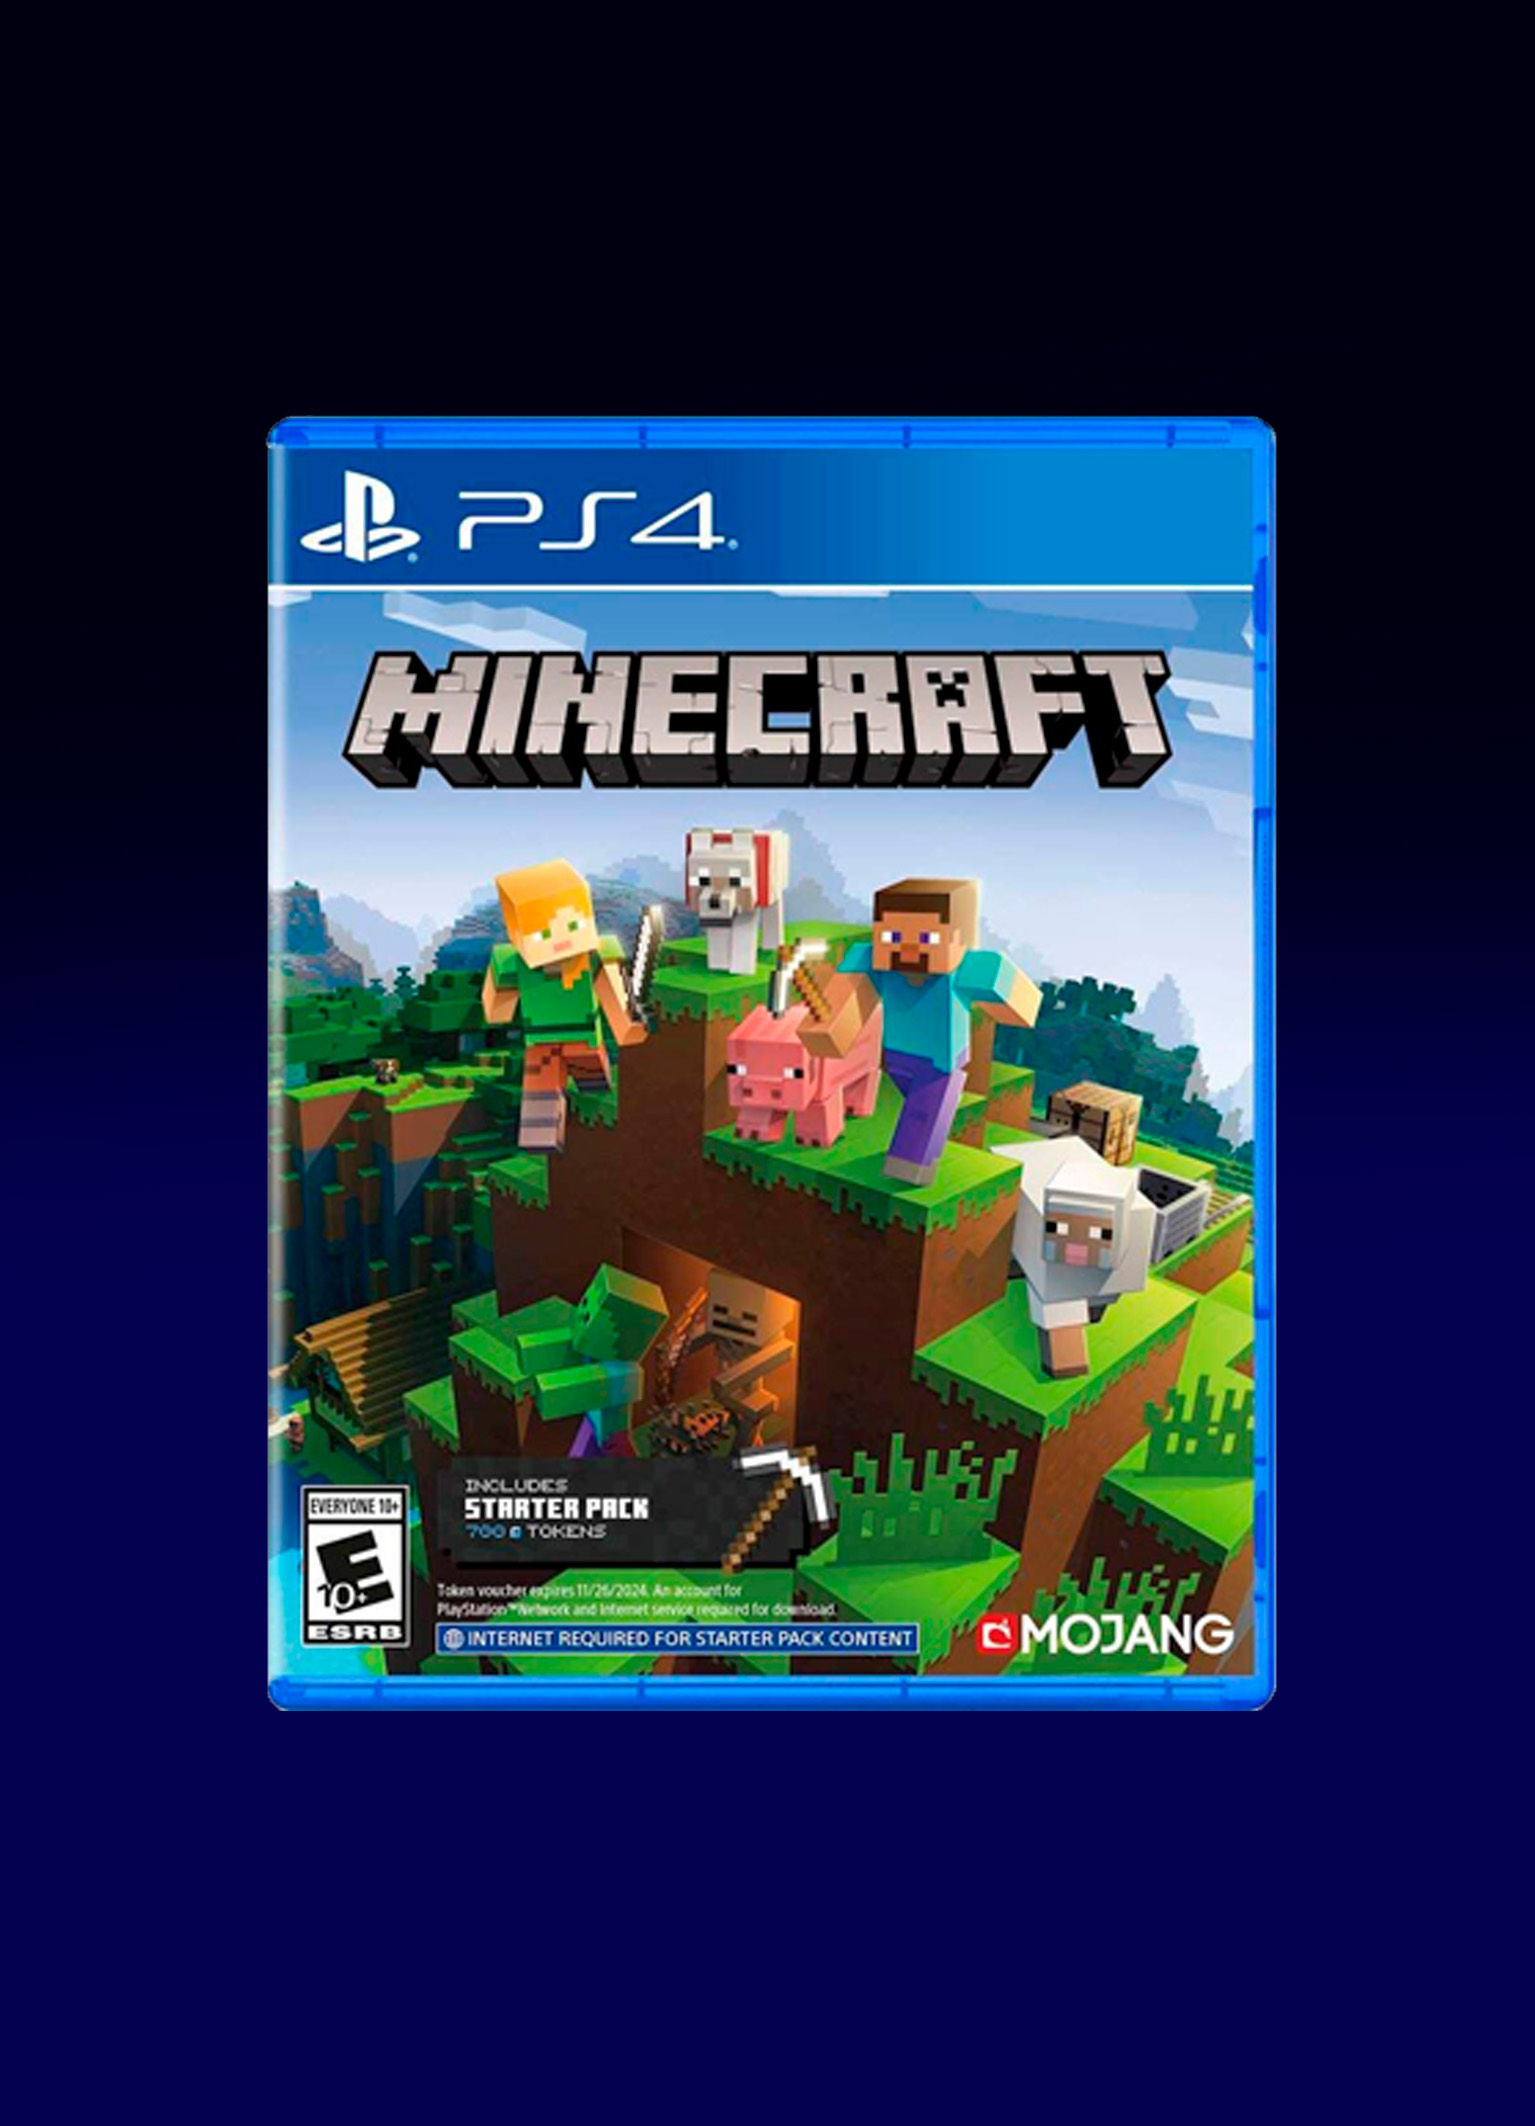 PS4
MINECRAFT
INCLUDES
STARTER PACK
700 TOKENS
EVERYONE 10+
E
10+
ESRB
Token voucher expires 11/26/2024. An account for
PlayStation™Network and Internet service required for download.
INTERNET REQUIRED FOR STARTER PACK CONTENT
MOJANG